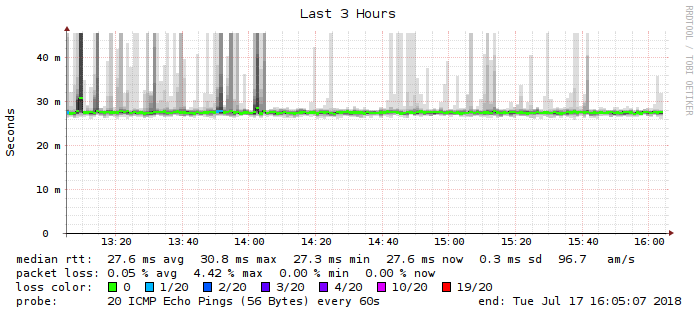 Last 3 Hours
RRDTOOL / TOBI OETIKER
Seconds
40 m
30 m
20 m
10 m
0
13:20 13:40 14:00 14:20 14:40 15:00 15:20 15:40 16:00
median rtt: 27.6 ms avg 30.8 ms max 27.3 ms min 27.6 ms now 0.3 ms sd 96.7 am/s
packet loss: 0.05 % avg 4.42 % max 0.00 % min 0.00 % now
loss color: 0 1/20 2/20 3/20 4/20 10/20 19/20
probe: 20 ICMP Echo Pings (56 Bytes) every 60s end: Tue Jul 17 16:05:07 2018